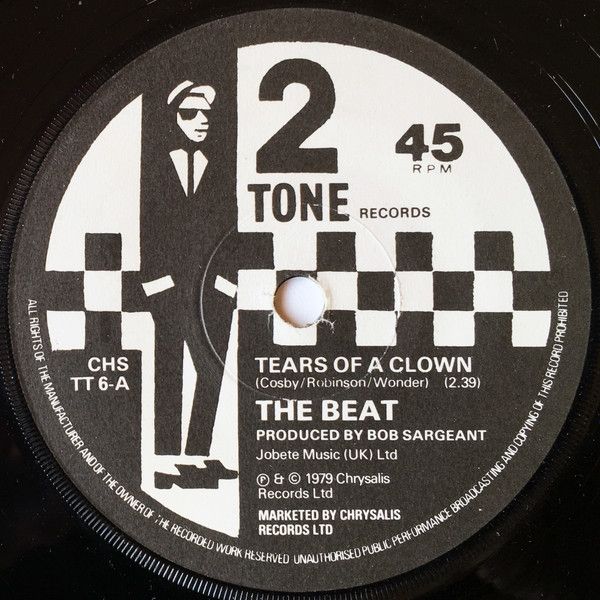 2
TONE RECORDS
45
RPM
CHS
TT 6-A
TEARS OF A CLOWN
(Cosby/Robinson/Wonder) (2.39)
THE BEAT
PRODUCED BY BOB SARGEANT
Jobete Music (UK) Ltd
℗ & © 1979 Chrysalis
Records Ltd
MARKETED BY CHRYSALIS
RECORDS LTD
ALL RIGHTS OF THE MANUFACTURER AND OF THE OWNER OF THE RECORDED WORK RESERVED UNAUTHORISED PUBLIC PERFORMANCE BROADCASTING AND COPYING OF THIS RECORD PROHIBITED